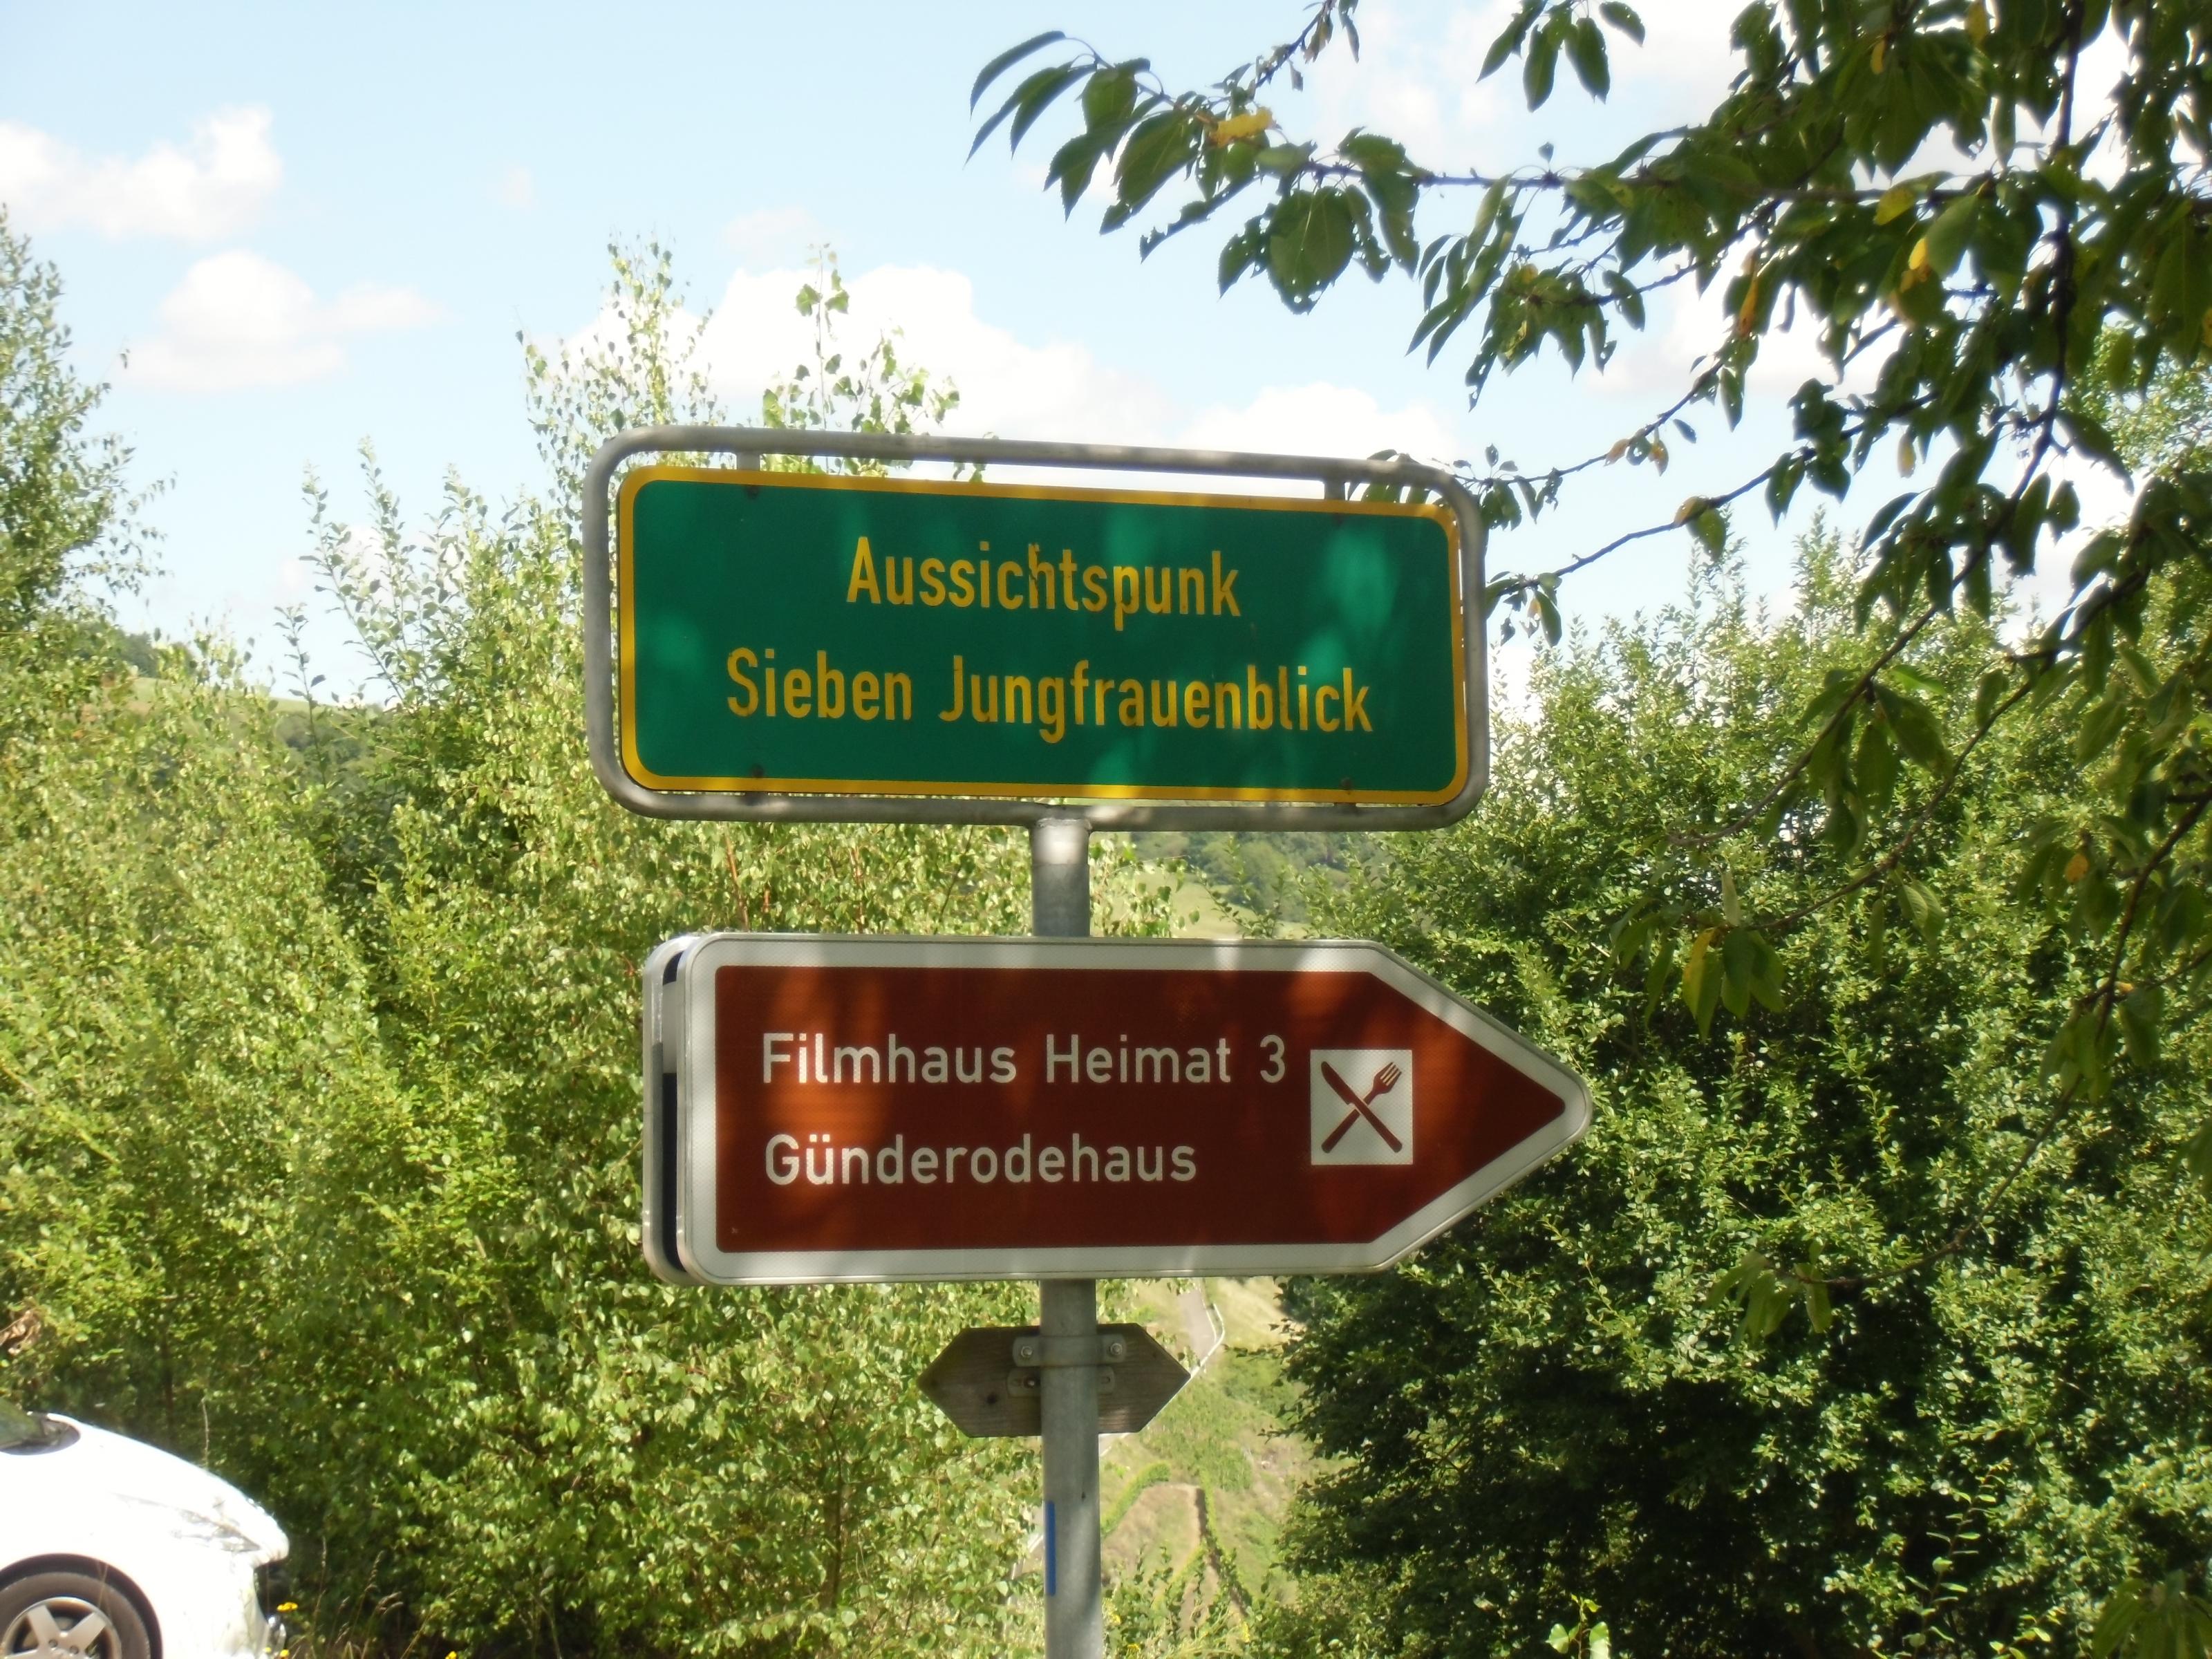 Aussichtspunk
Sieben Jungfrauenblick
Filmhaus Heimat 3
Günderodehaus